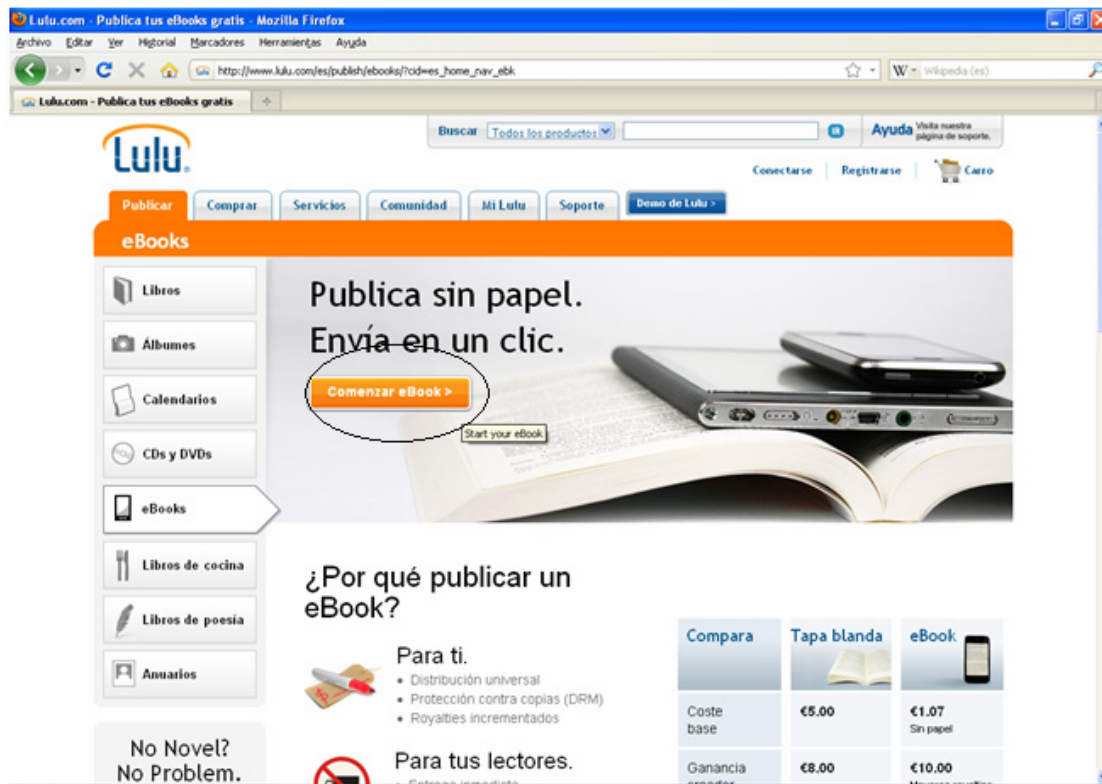 Lulu.com - Publica tus eBooks gratis - Mozilla Firefox
Archivo Editar Ver Historial Marcadores Herramientas Ayuda
http://www.lulu.com/es/publish/ebooks/?cid=es_home_nav_ebk
W Wikipedia (es)
Lulu.com - Publica tus eBooks gratis
Lulu
Buscar Todos los productos
Ayuda Visita nuestra página de soporte.
Conectarse Registrarse Carro
Publicar Comprar Servicios Comunidad Mi Lulu Soporte Demo de Lulu >
eBooks
Libros
Álbumes
Calendarios
CDs y DVDs
eBooks
Libros de cocina
Libros de poesía
Anuarios
No Novel?
No Problem.
Publica sin papel.
Envía en un clic.
Comenzar eBook >
Start your eBook
¿Por qué publicar un
eBook?
Para ti.
• Distribución universal
• Protección contra copias (DRM)
• Royalties incrementados
Para tus lectores.
Compara Tapa blanda eBook
Coste base €5.00 €1.07 Sin papel
Ganancia €8.00 €10.00